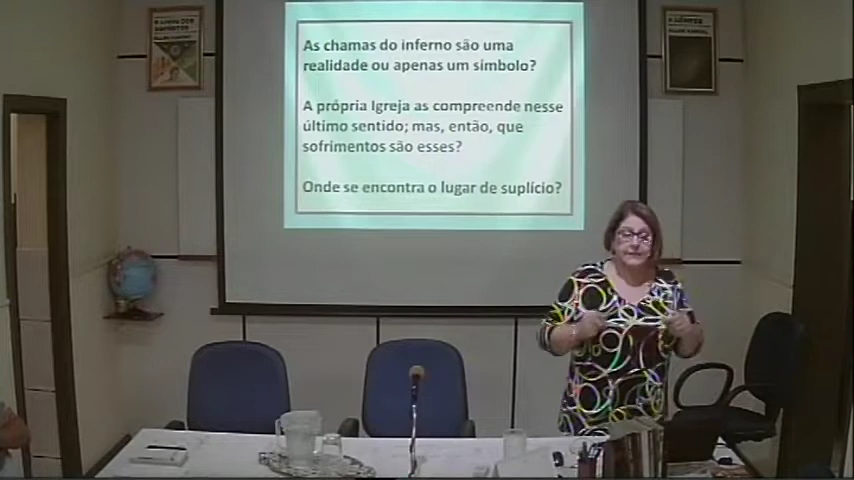 As chamas do inferno são uma
realidade ou apenas um símbolo?
A própria Igreja as compreende nesse
último sentido; mas, então, que
sofrimentos são esses?
Onde se encontra o lugar de suplício?